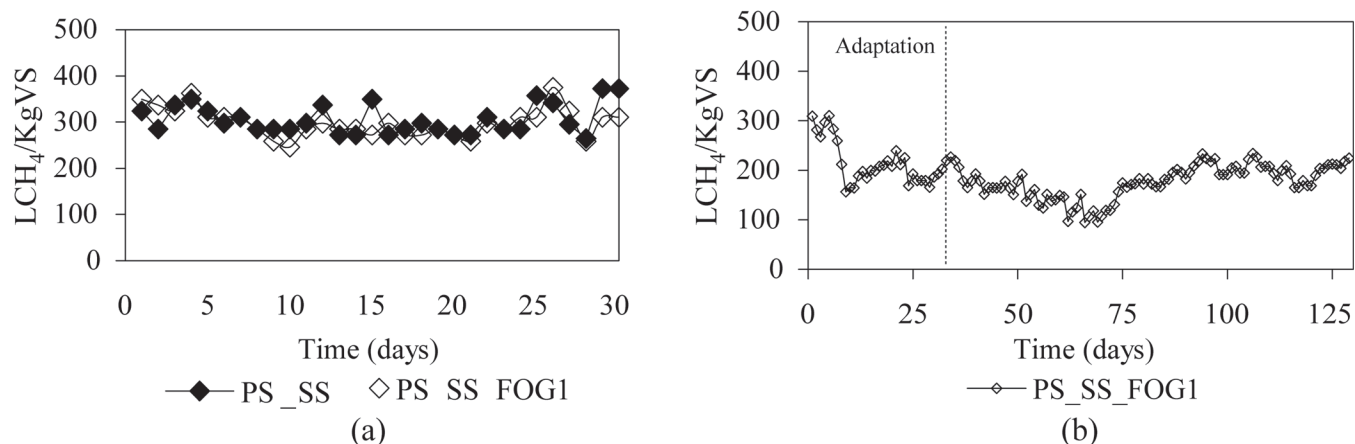 500
400
300
200
100
0
LCH4/KgVS
0 5 10 15 20 25 30
Time (days)
PS _SS PS SS FOG1
(a)
500
400
300
200
100
0
LCH4/KgVS
Adaptation
0 25 50 75 100 125
Time (days)
PS_SS_FOG1
(b)